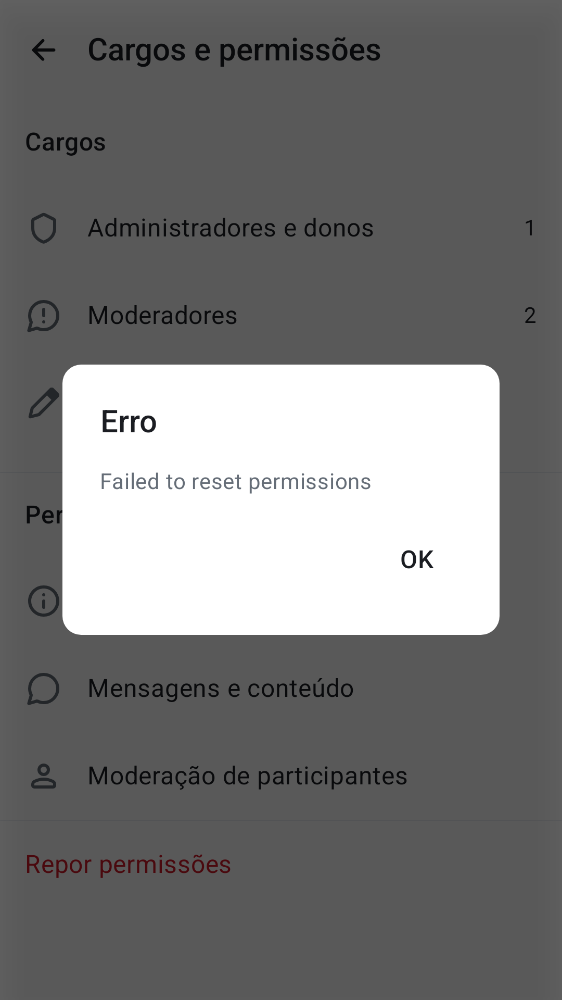 Cargos e permissões
Cargos
Administradores e donos
1
Moderadores
2
Erro
Failed to reset permissions
Per
OK
Mensagens e conteúdo
Moderação de participantes
Repor permissões